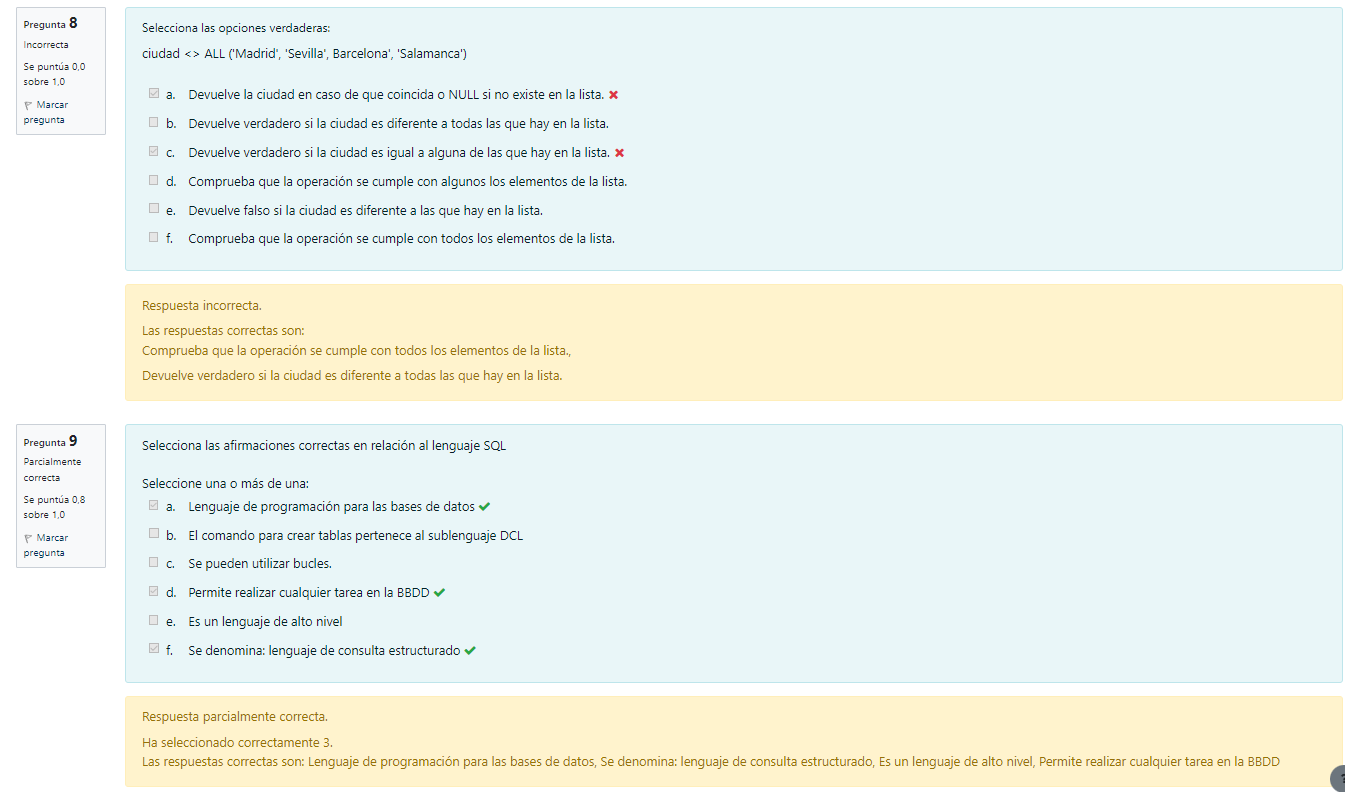 Pregunta 8
Incorrecta
Se puntúa 0,0
sobre 1,0
Marcar
pregunta
Selecciona las opciones verdaderas:
ciudad <> ALL ('Madrid', 'Sevilla', Barcelona', 'Salamanca')
a. Devuelve la ciudad en caso de que coincida o NULL si no existe en la lista.
b. Devuelve verdadero si la ciudad es diferente a todas las que hay en la lista.
c. Devuelve verdadero si la ciudad es igual a alguna de las que hay en la lista.
d. Comprueba que la operación se cumple con algunos los elementos de la lista.
e. Devuelve falso si la ciudad es diferente a las que hay en la lista.
f. Comprueba que la operación se cumple con todos los elementos de la lista.
Respuesta incorrecta.
Las respuestas correctas son:
Comprueba que la operación se cumple con todos los elementos de la lista.,
Devuelve verdadero si la ciudad es diferente a todas las que hay en la lista.
Pregunta 9
Parcialmente
correcta
Se puntúa 0,8
sobre 1,0
Marcar
pregunta
Selecciona las afirmaciones correctas en relación al lenguaje SQL
Seleccione una o más de una:
a. Lenguaje de programación para las bases de datos
b. El comando para crear tablas pertenece al sublenguaje DCL
c. Se pueden utilizar bucles.
d. Permite realizar cualquier tarea en la BBDD
e. Es un lenguaje de alto nivel
f. Se denomina: lenguaje de consulta estructurado
Respuesta parcialmente correcta.
Ha seleccionado correctamente 3.
Las respuestas correctas son: Lenguaje de programación para las bases de datos, Se denomina: lenguaje de consulta estructurado, Es un lenguaje de alto nivel, Permite realizar cualquier tarea en la BBDD